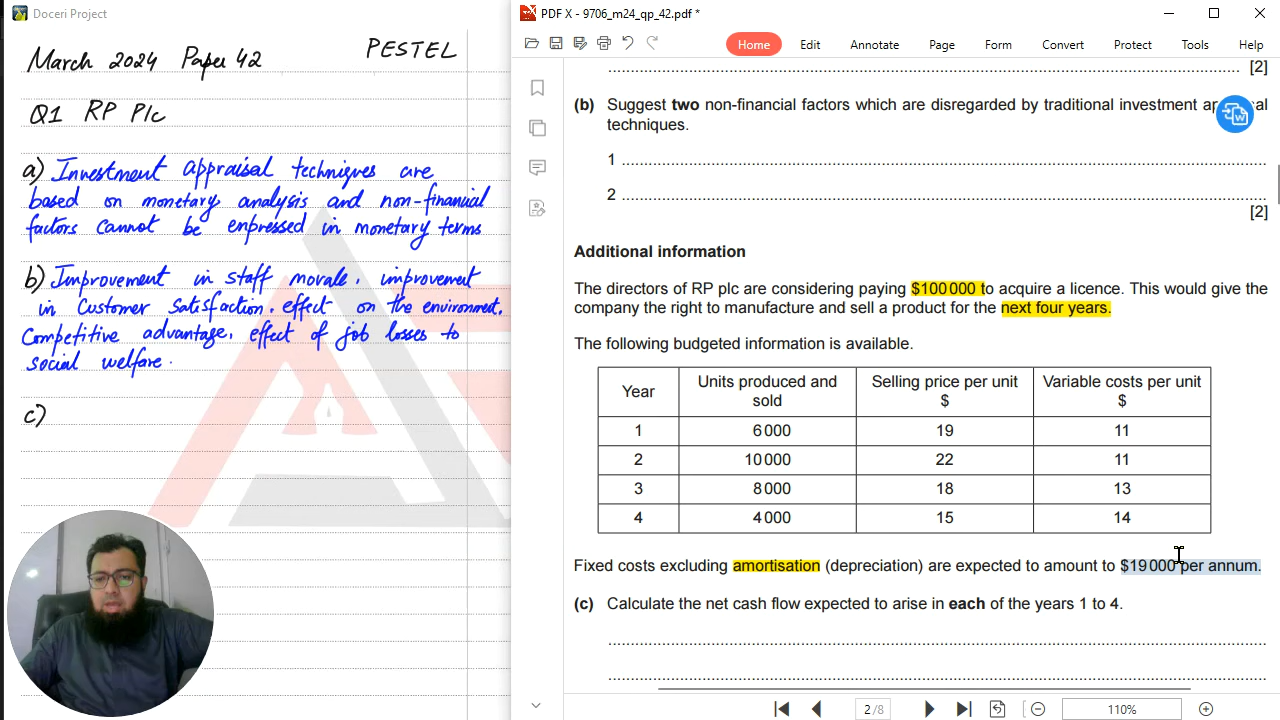 Doceri Project
March 2024 Paper 42
PESTEL
Q1 RP Plc
a) Investment appraisal techniques are
based on monetary analysis and non-financial
factors cannot be expressed in monetary terms
b) Improvement in staff morale, improvement
in customer satisfaction, effect on the environment,
Competitive advantage, effect of job losses to
social welfare.
c)
PDF X - 9706_m24_qp_42.pdf *
Home Edit Annotate Page Form Convert Protect Tools Help
[2]
(b) Suggest two non-financial factors which are disregarded by traditional investment
techniques.
1
2
[2]
Additional information
The directors of RP plc are considering paying $100 000 to acquire a licence. This would give the
company the right to manufacture and sell a product for the next four years.
The following budgeted information is available.
Year Units produced and sold Selling price per unit $ Variable costs per unit $
1 6 000 19 11
2 10 000 22 11
3 8 000 18 13
4 4 000 15 14
Fixed costs excluding amortisation (depreciation) are expected to amount to $19 000 per annum.
(c) Calculate the net cash flow expected to arise in each of the years 1 to 4.
2 /8
110%